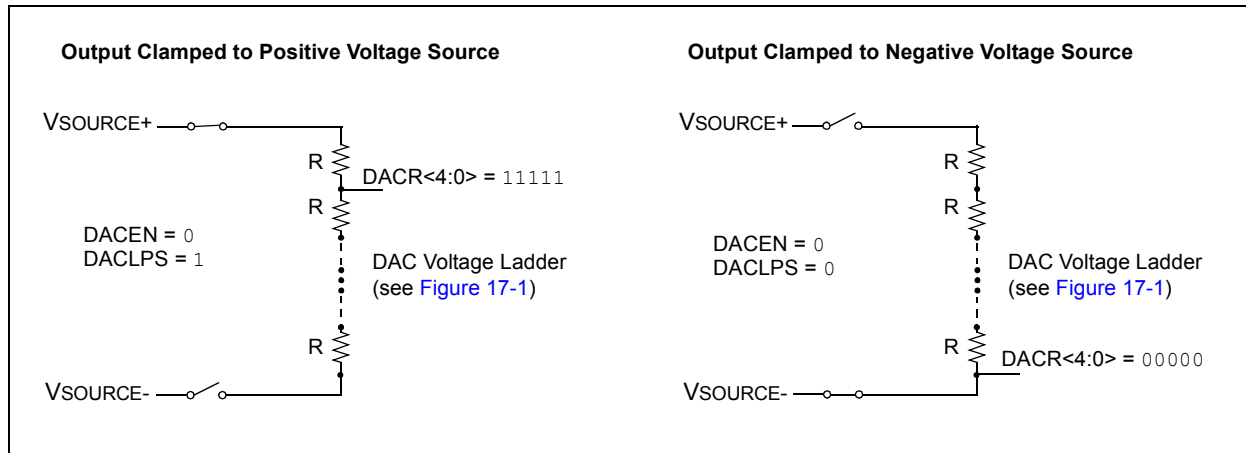 Output Clamped to Positive Voltage Source
VSOURCE+
R
DACR<4:0> = 11111
R
DACEN = 0
DACLPS = 1
DAC Voltage Ladder
(see Figure 17-1)
R
VSOURCE-
Output Clamped to Negative Voltage Source
VSOURCE+
R
R
DACEN = 0
DACLPS = 0
DAC Voltage Ladder
(see Figure 17-1)
R
DACR<4:0> = 00000
VSOURCE-